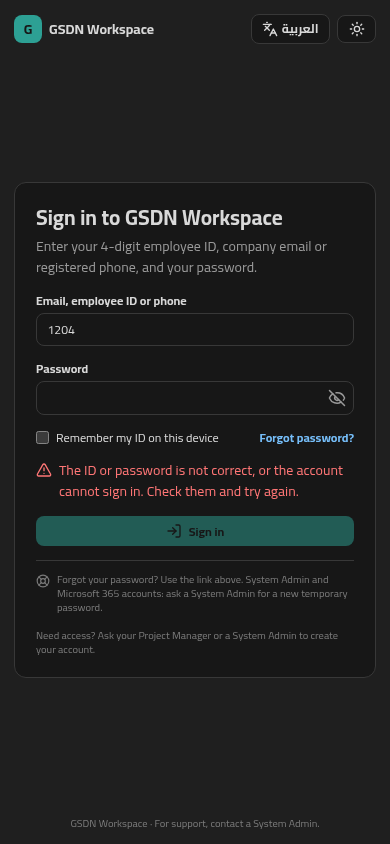 G GSDN Workspace
العربية
Sign in to GSDN Workspace
Enter your 4-digit employee ID, company email or
registered phone, and your password.
Email, employee ID or phone
1204
Password
Remember my ID on this device
Forgot password?
The ID or password is not correct, or the account
cannot sign in. Check them and try again.
Sign in
Forgot your password? Use the link above. System Admin and
Microsoft 365 accounts: ask a System Admin for a new temporary
password.
Need access? Ask your Project Manager or a System Admin to create
your account.
GSDN Workspace · For support, contact a System Admin.